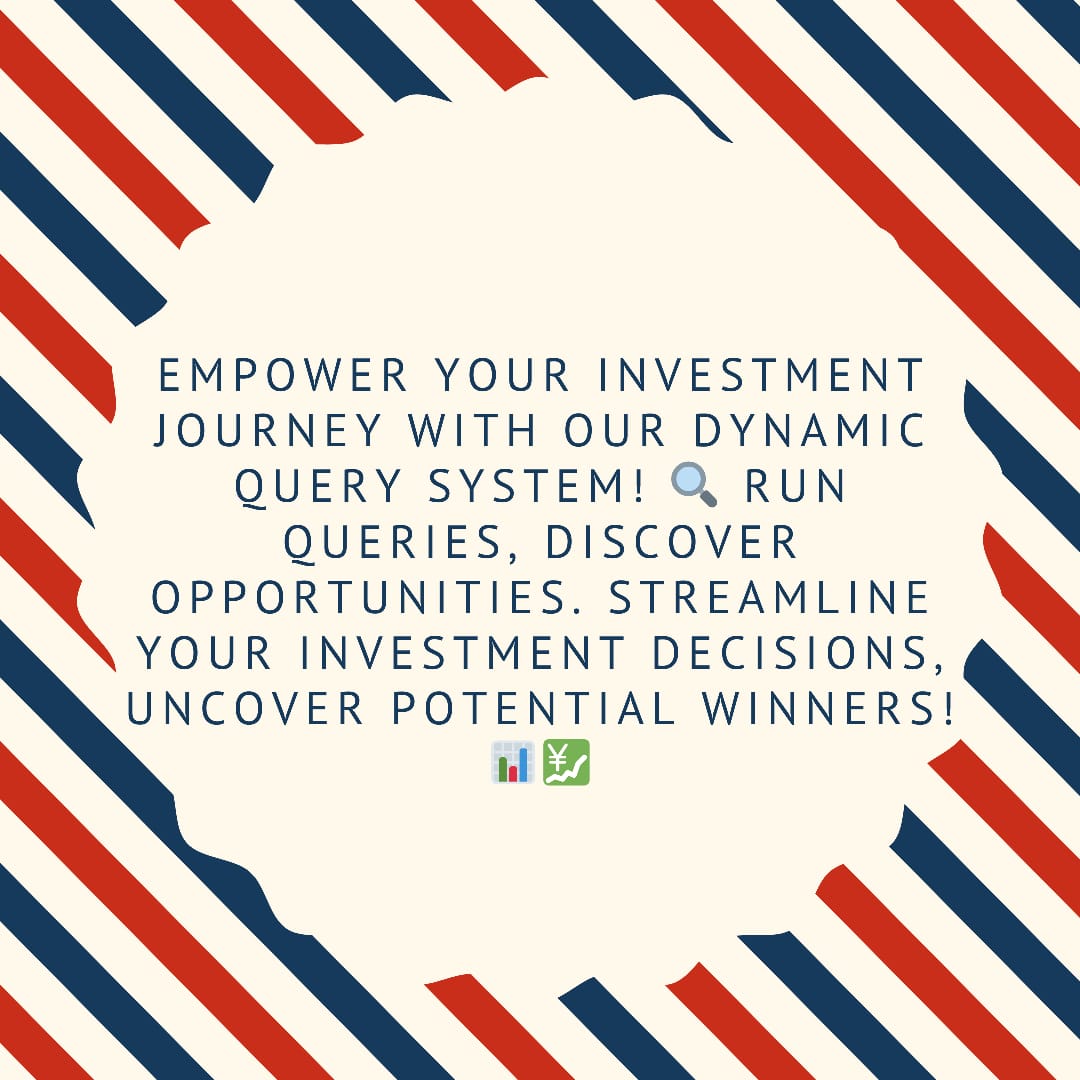 EMPOWER YOUR INVESTMENT
JOURNEY WITH OUR DYNAMIC
QUERY SYSTEM! 🔍 RUN
QUERIES, DISCOVER
OPPORTUNITIES. STREAMLINE
YOUR INVESTMENT DECISIONS,
UNCOVER POTENTIAL WINNERS!
📊💹